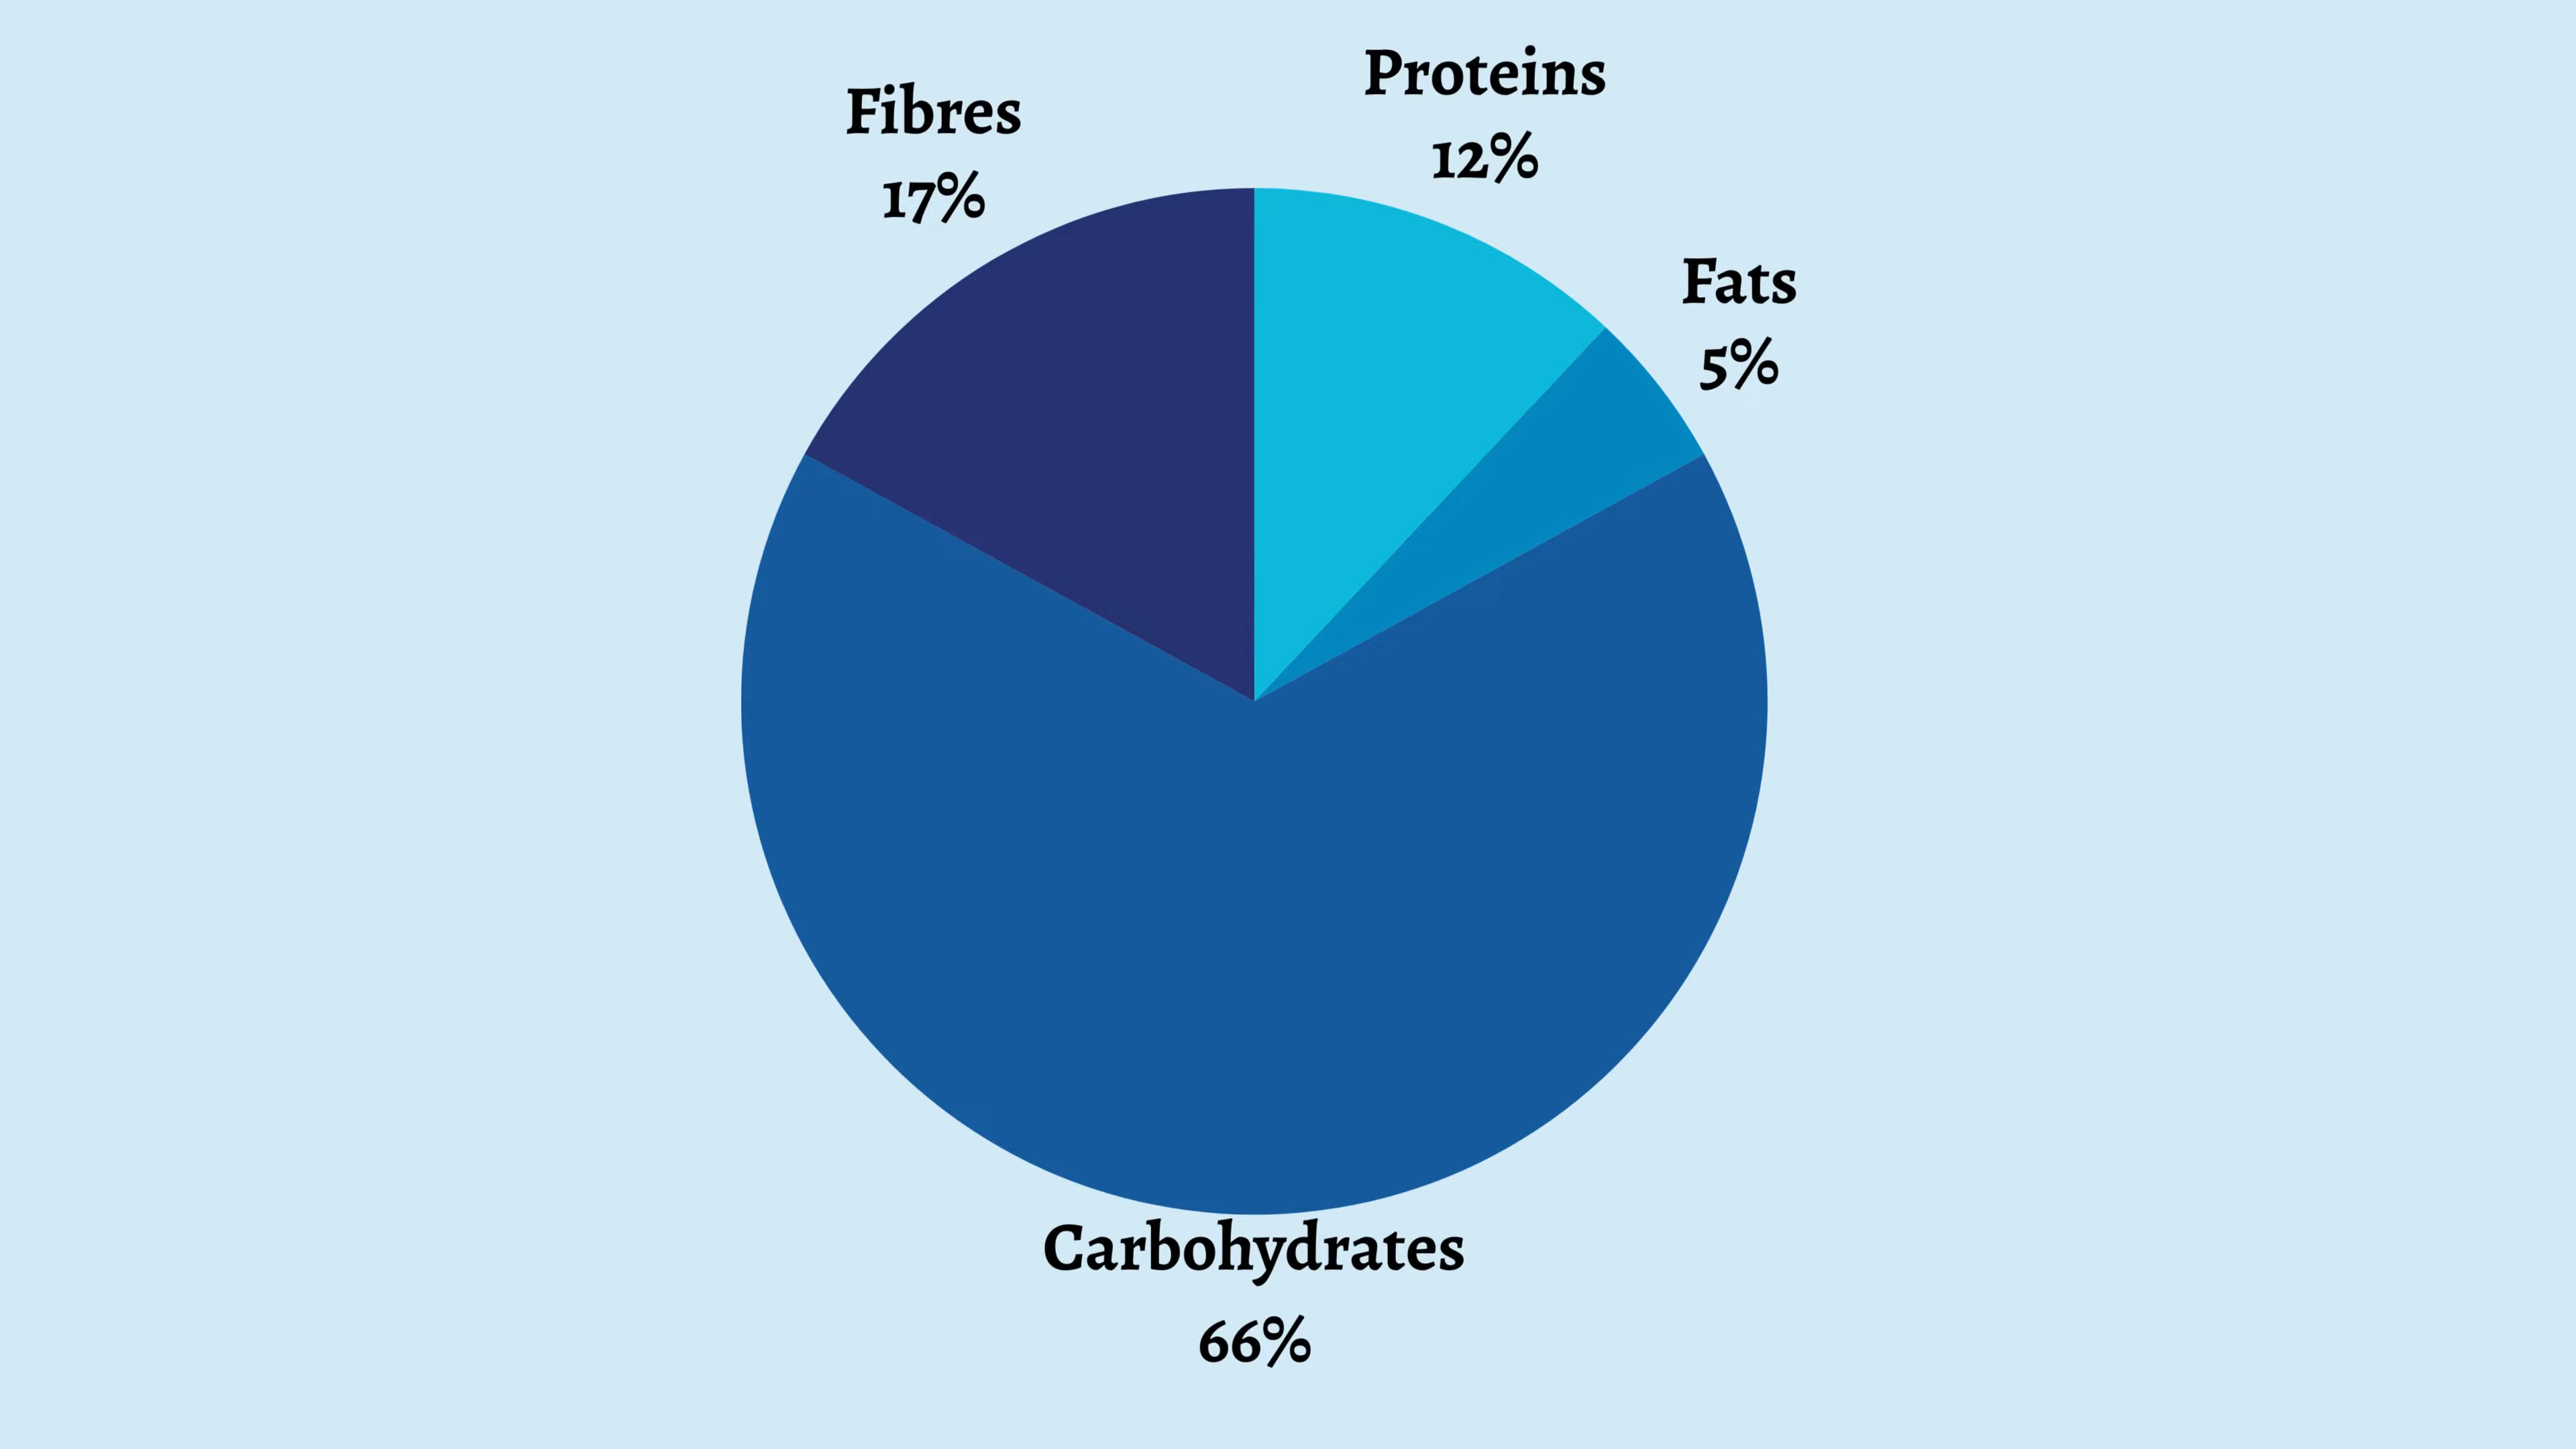 Proteins
12%
Fibres
17%
Fats
5%
Carbohydrates
66%